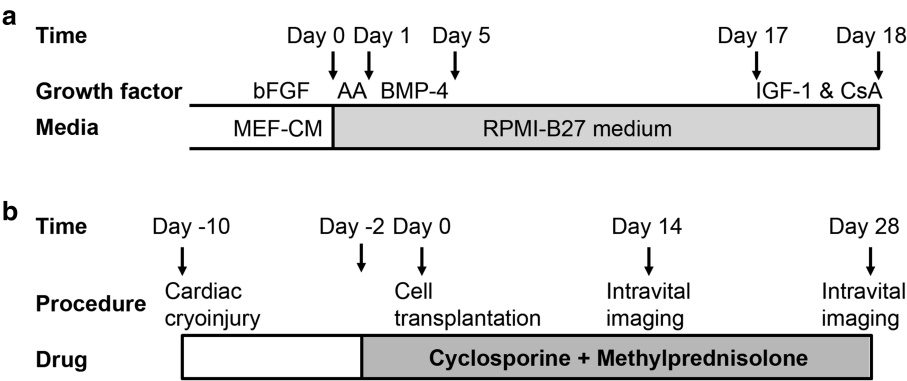 a
Time Day 0 Day 1 Day 5 Day 17 Day 18
Growth factor bFGF AA BMP-4 IGF-1 & CsA
Media MEF-CM RPMI-B27 medium
b
Time Day -10 Day -2 Day 0 Day 14 Day 28
Procedure Cardiac cryoinjury Cell transplantation Intravital imaging Intravital imaging
Drug Cyclosporine + Methylprednisolone